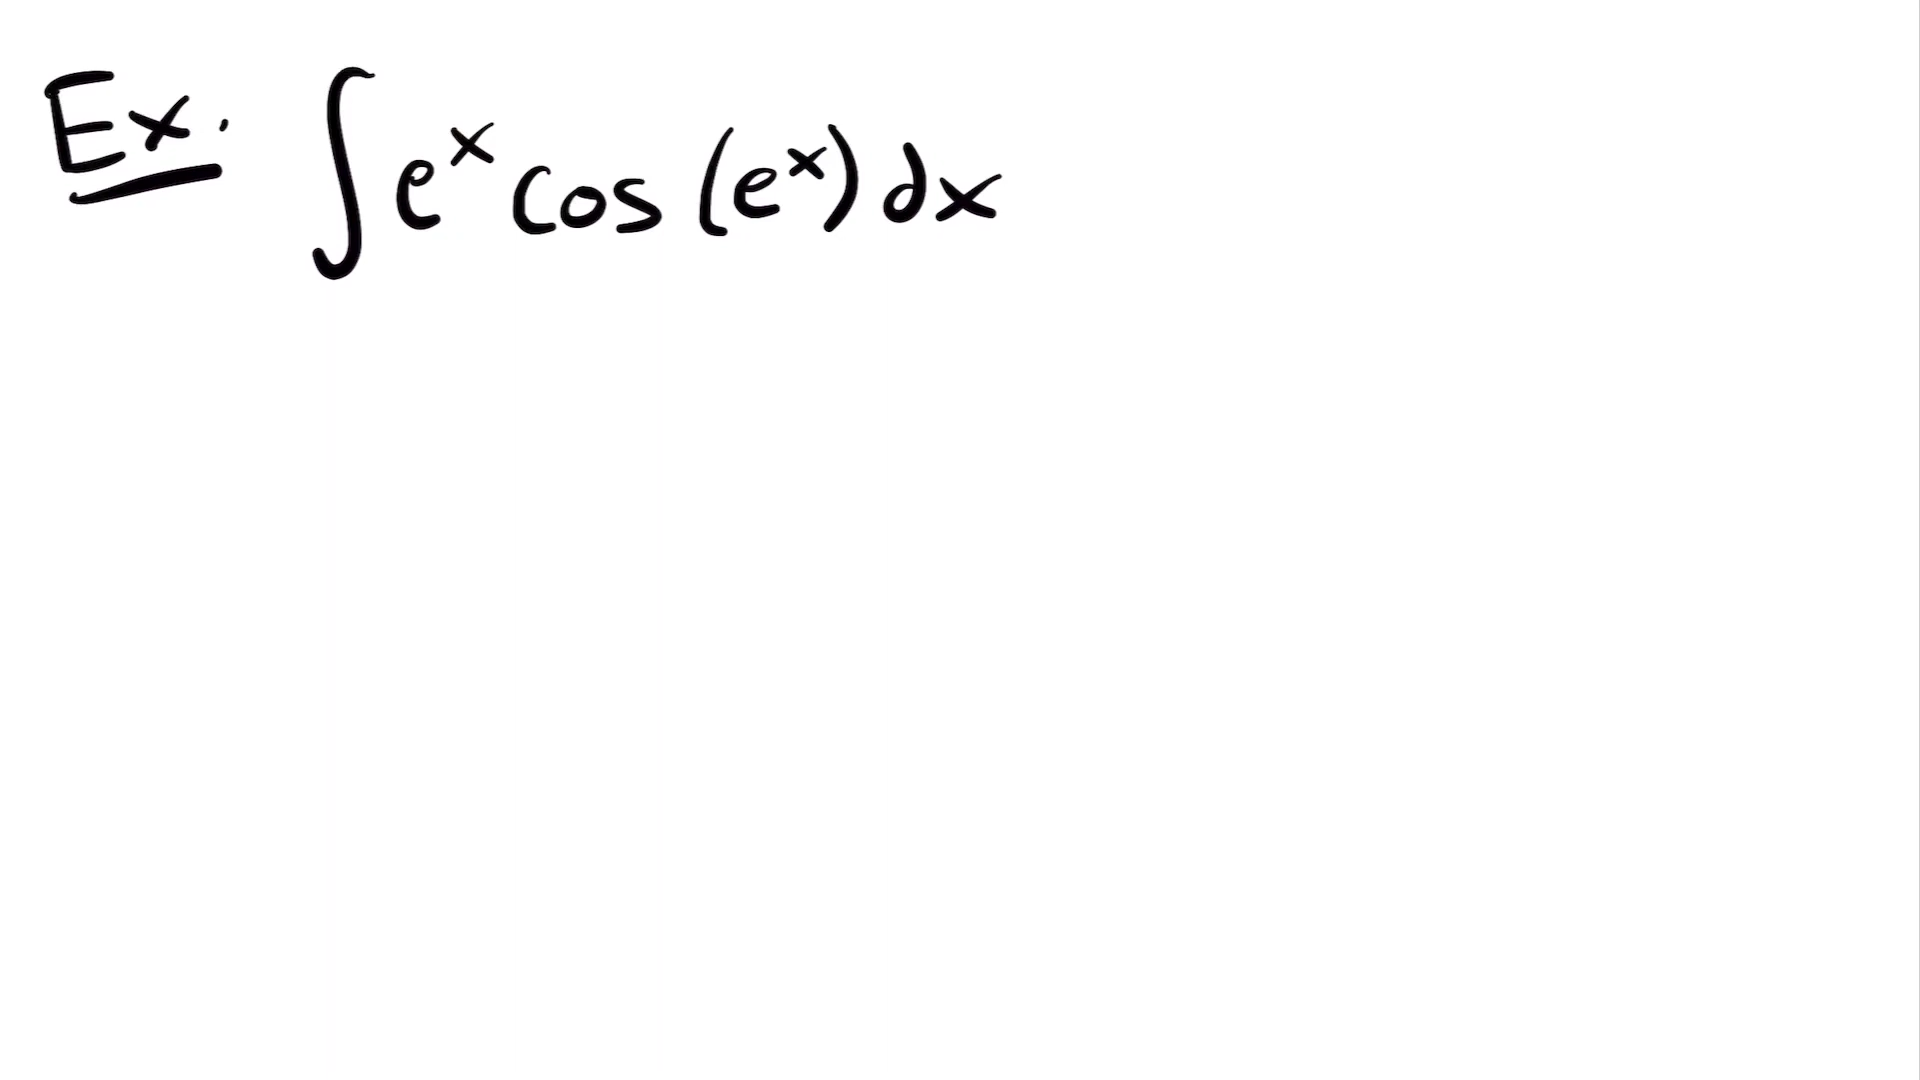 Ex. ∫e^x cos (e^x) dx